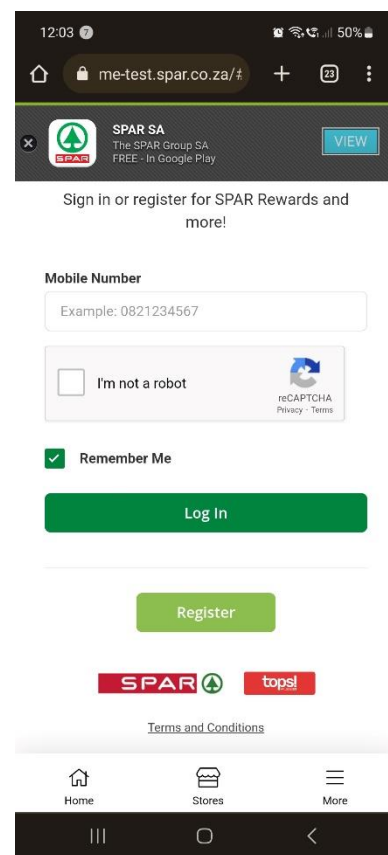 12:03 7
50%
me-test.spar.co.za/#
23
SPAR SA
The SPAR Group SA
FREE - In Google Play
VIEW
SPAR
Sign in or register for SPAR Rewards and
more!
Mobile Number
Example: 0821234567
I'm not a robot
reCAPTCHA
Privacy - Terms
Remember Me
Log In
Register
SPAR
tops!
Terms and Conditions
Home
Stores
More